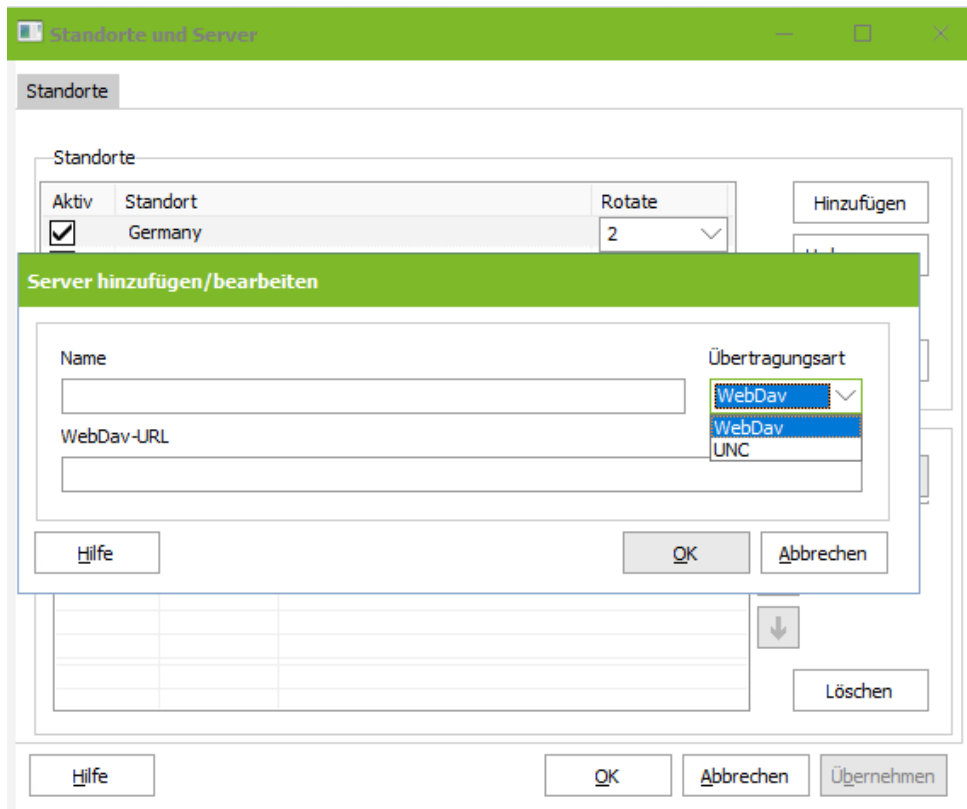 Standorte und Server
Standorte
Standorte
Aktiv Standort Rotate
Hinzufügen
Germany 2
Server hinzufügen/bearbeiten
Name Übertragungsart
WebDav
WebDav
UNC
WebDav-URL
Hilfe OK Abbrechen
Löschen
Hilfe OK Abbrechen Übernehmen